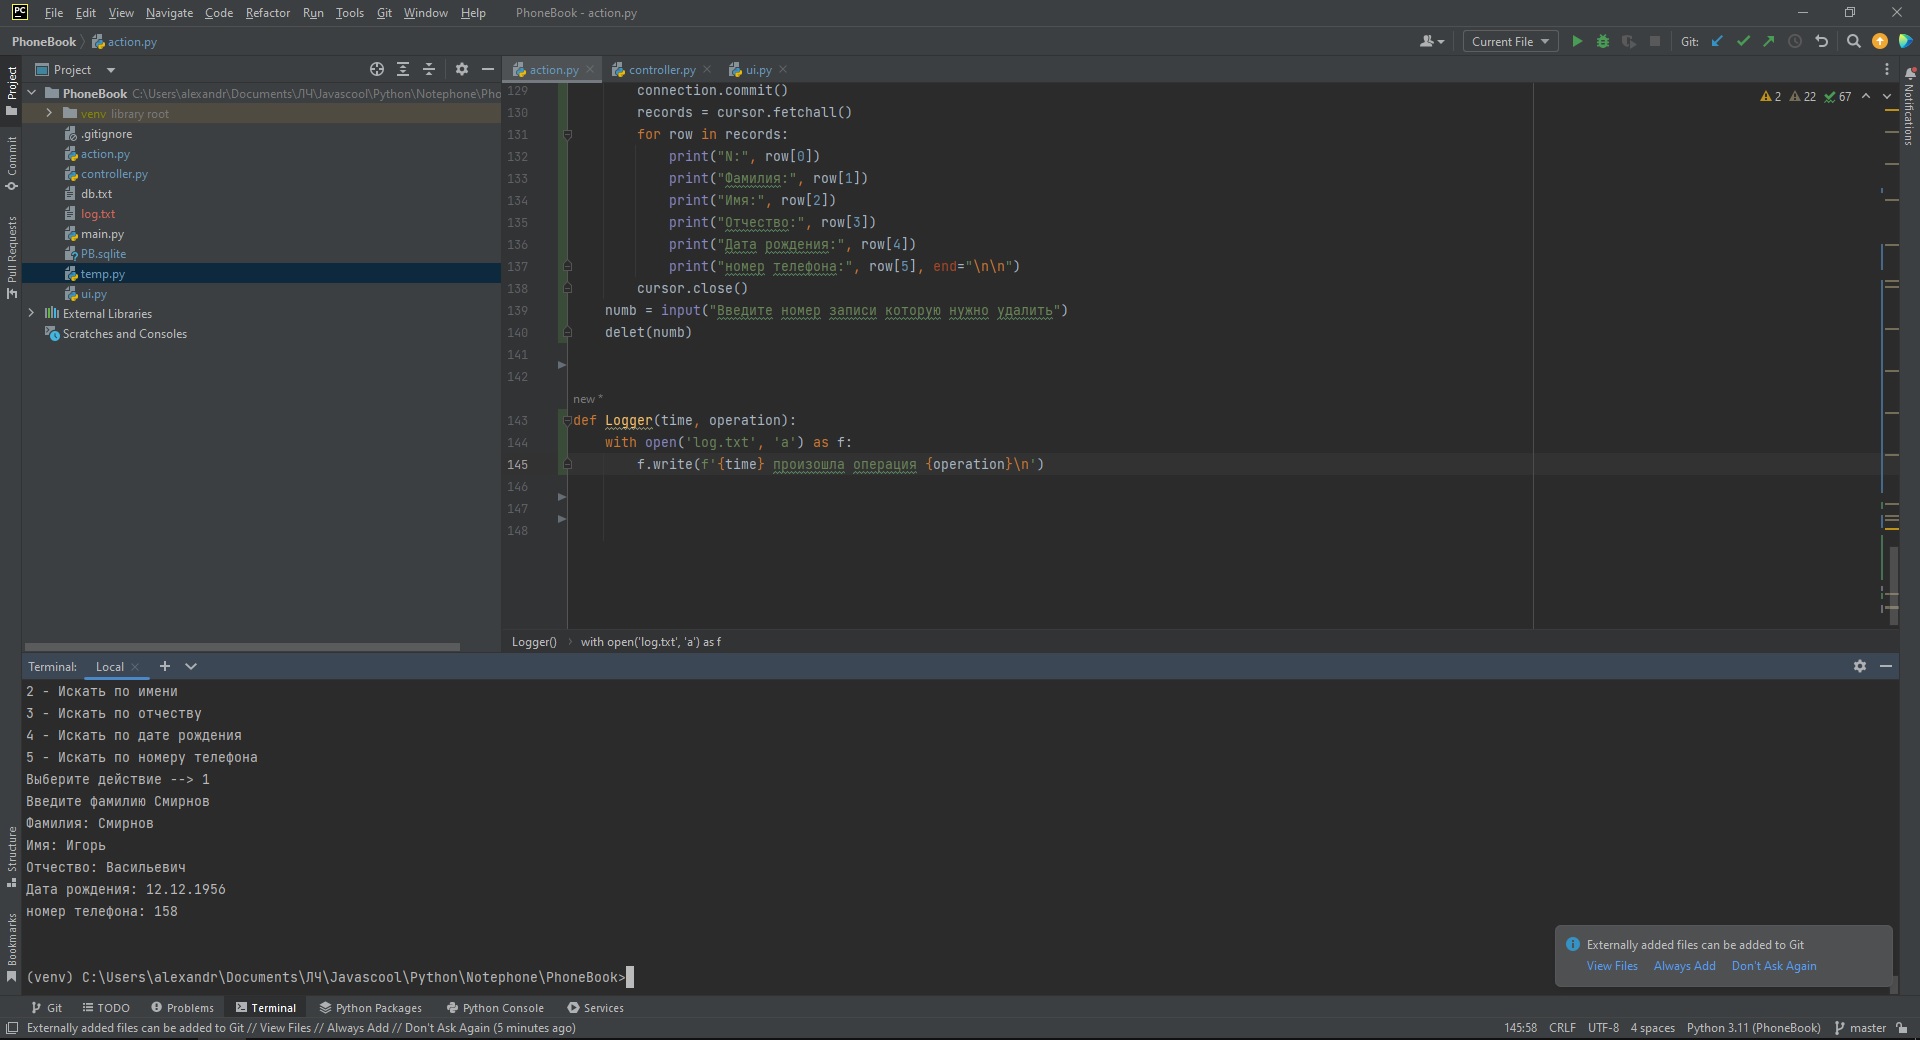 PC File Edit View Navigate Code Refactor Run Tools Git Window Help PhoneBook - action.py
PhoneBook action.py Current File Git:
Project
action.py controller.py ui.py
PhoneBook C:\Users\alexandr\Documents\ЛЧ\Javascool\Python\Notephone\Pho
venv library root
.gitignore
action.py
controller.py
db.txt
log.txt
main.py
PB.sqlite
temp.py
ui.py
External Libraries
Scratches and Consoles
Project
Commit
Pull Requests
Structure
Bookmarks
Notifications
2 22 67
129 connection.commit()
130 records = cursor.fetchall()
131 for row in records:
132 print("N:", row[0])
133 print("Фамилия:", row[1])
134 print("Имя:", row[2])
135 print("Отчество:", row[3])
136 print("Дата рождения:", row[4])
137 print("номер телефона:", row[5], end="\n\n")
138 cursor.close()
139 numb = input("Введите номер записи которую нужно удалить")
140 delet(numb)
141
142
new *
143 def Logger(time, operation):
144 with open('log.txt', 'a') as f:
145 f.write(f'{time} произошла операция {operation}\n')
146
147
148
Logger() with open('log.txt', 'a') as f
Terminal: Local
2 - Искать по имени
3 - Искать по отчеству
4 - Искать по дате рождения
5 - Искать по номеру телефона
Выберите действие --> 1
Введите фамилию Смирнов
Фамилия: Смирнов
Имя: Игорь
Отчество: Васильевич
Дата рождения: 12.12.1956
номер телефона: 158
(venv) C:\Users\alexandr\Documents\ЛЧ\Javascool\Python\Notephone\PhoneBook>
Externally added files can be added to Git
View Files Always Add Don't Ask Again
Git TODO Problems Terminal Python Packages Python Console Services
Externally added files can be added to Git // View Files // Always Add // Don't Ask Again (5 minutes ago) 145:58 CRLF UTF-8 4 spaces Python 3.11 (PhoneBook) master